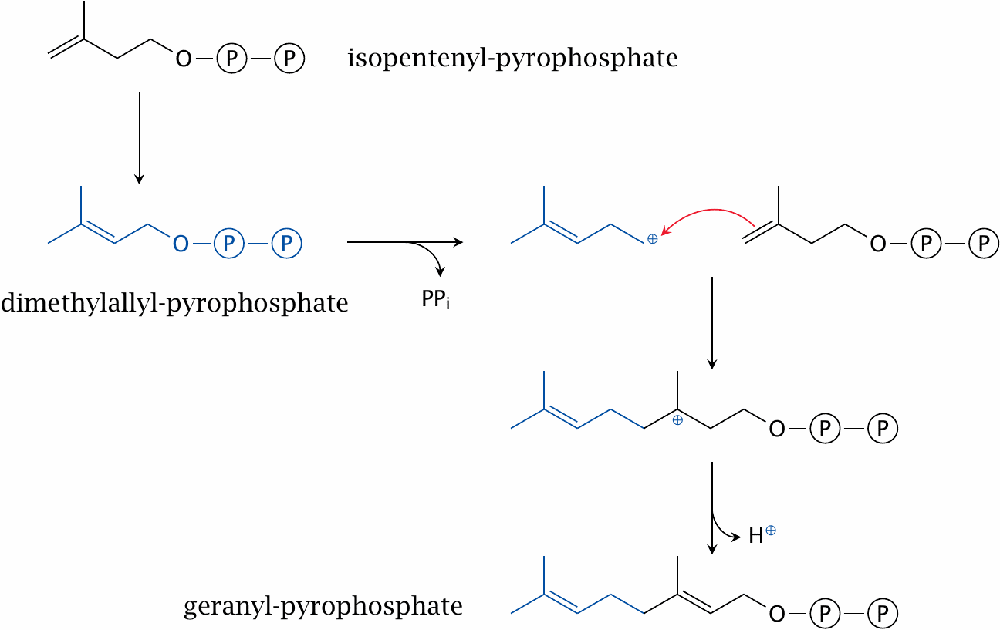 O P P isopentenyl-pyrophosphate
O P P ⊕ O P P
dimethylallyl-pyrophosphate
PPi
⊕ O P P
H⊕
geranyl-pyrophosphate O P P